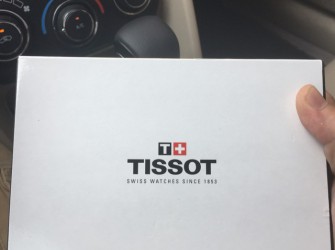 T+
TISSOT
SWISS WATCHES SINCE 1853